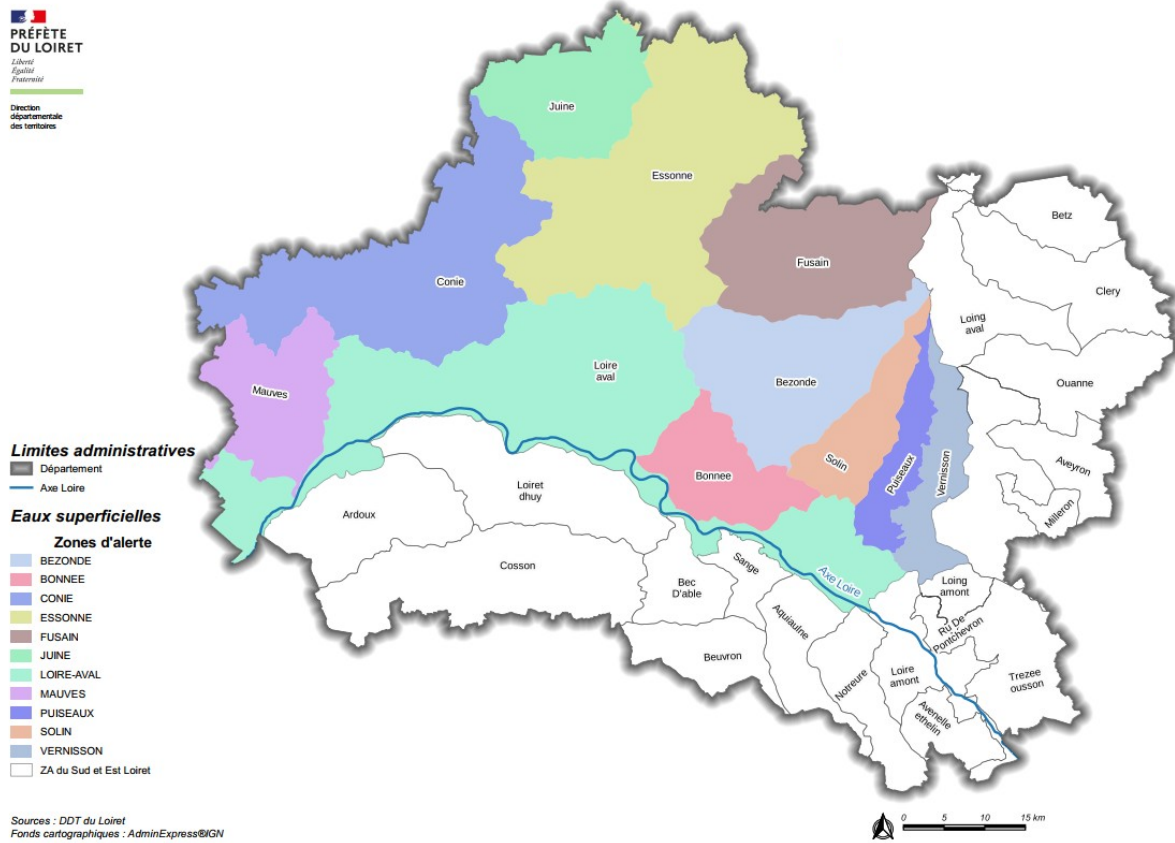 PRÉFÈTE
DU LOIRET
Liberté
Égalité
Fraternité
Direction
départementale
des territoires
Juine
Essonne
Betz
Fusain
Conie
Clery
Loing
aval
Loire
aval
Bezonde
Ouanne
Mauves
Limites administratives
Département
Axe Loire
Solin
Puiseaux
Vernisson
Aveyron
Bonnee
Loiret
dhuy
Milleron
Ardoux
Eaux superficielles
Zones d'alerte
BEZONDE
BONNEE
CONIE
ESSONNE
FUSAIN
JUINE
LOIRE-AVAL
MAUVES
PUISEAUX
SOLIN
VERNISSON
ZA du Sud et Est Loiret
Cosson
Sange
Axe Loire
Bec
D'able
Loing
amont
Aquiaulne
Ru De
Pontchevron
Beuvron
Notreure
Loire
amont
Trezee
ousson
Avenelle
ethelin
Sources : DDT du Loiret
Fonds cartographiques : AdminExpress®IGN
0 5 10 15 km